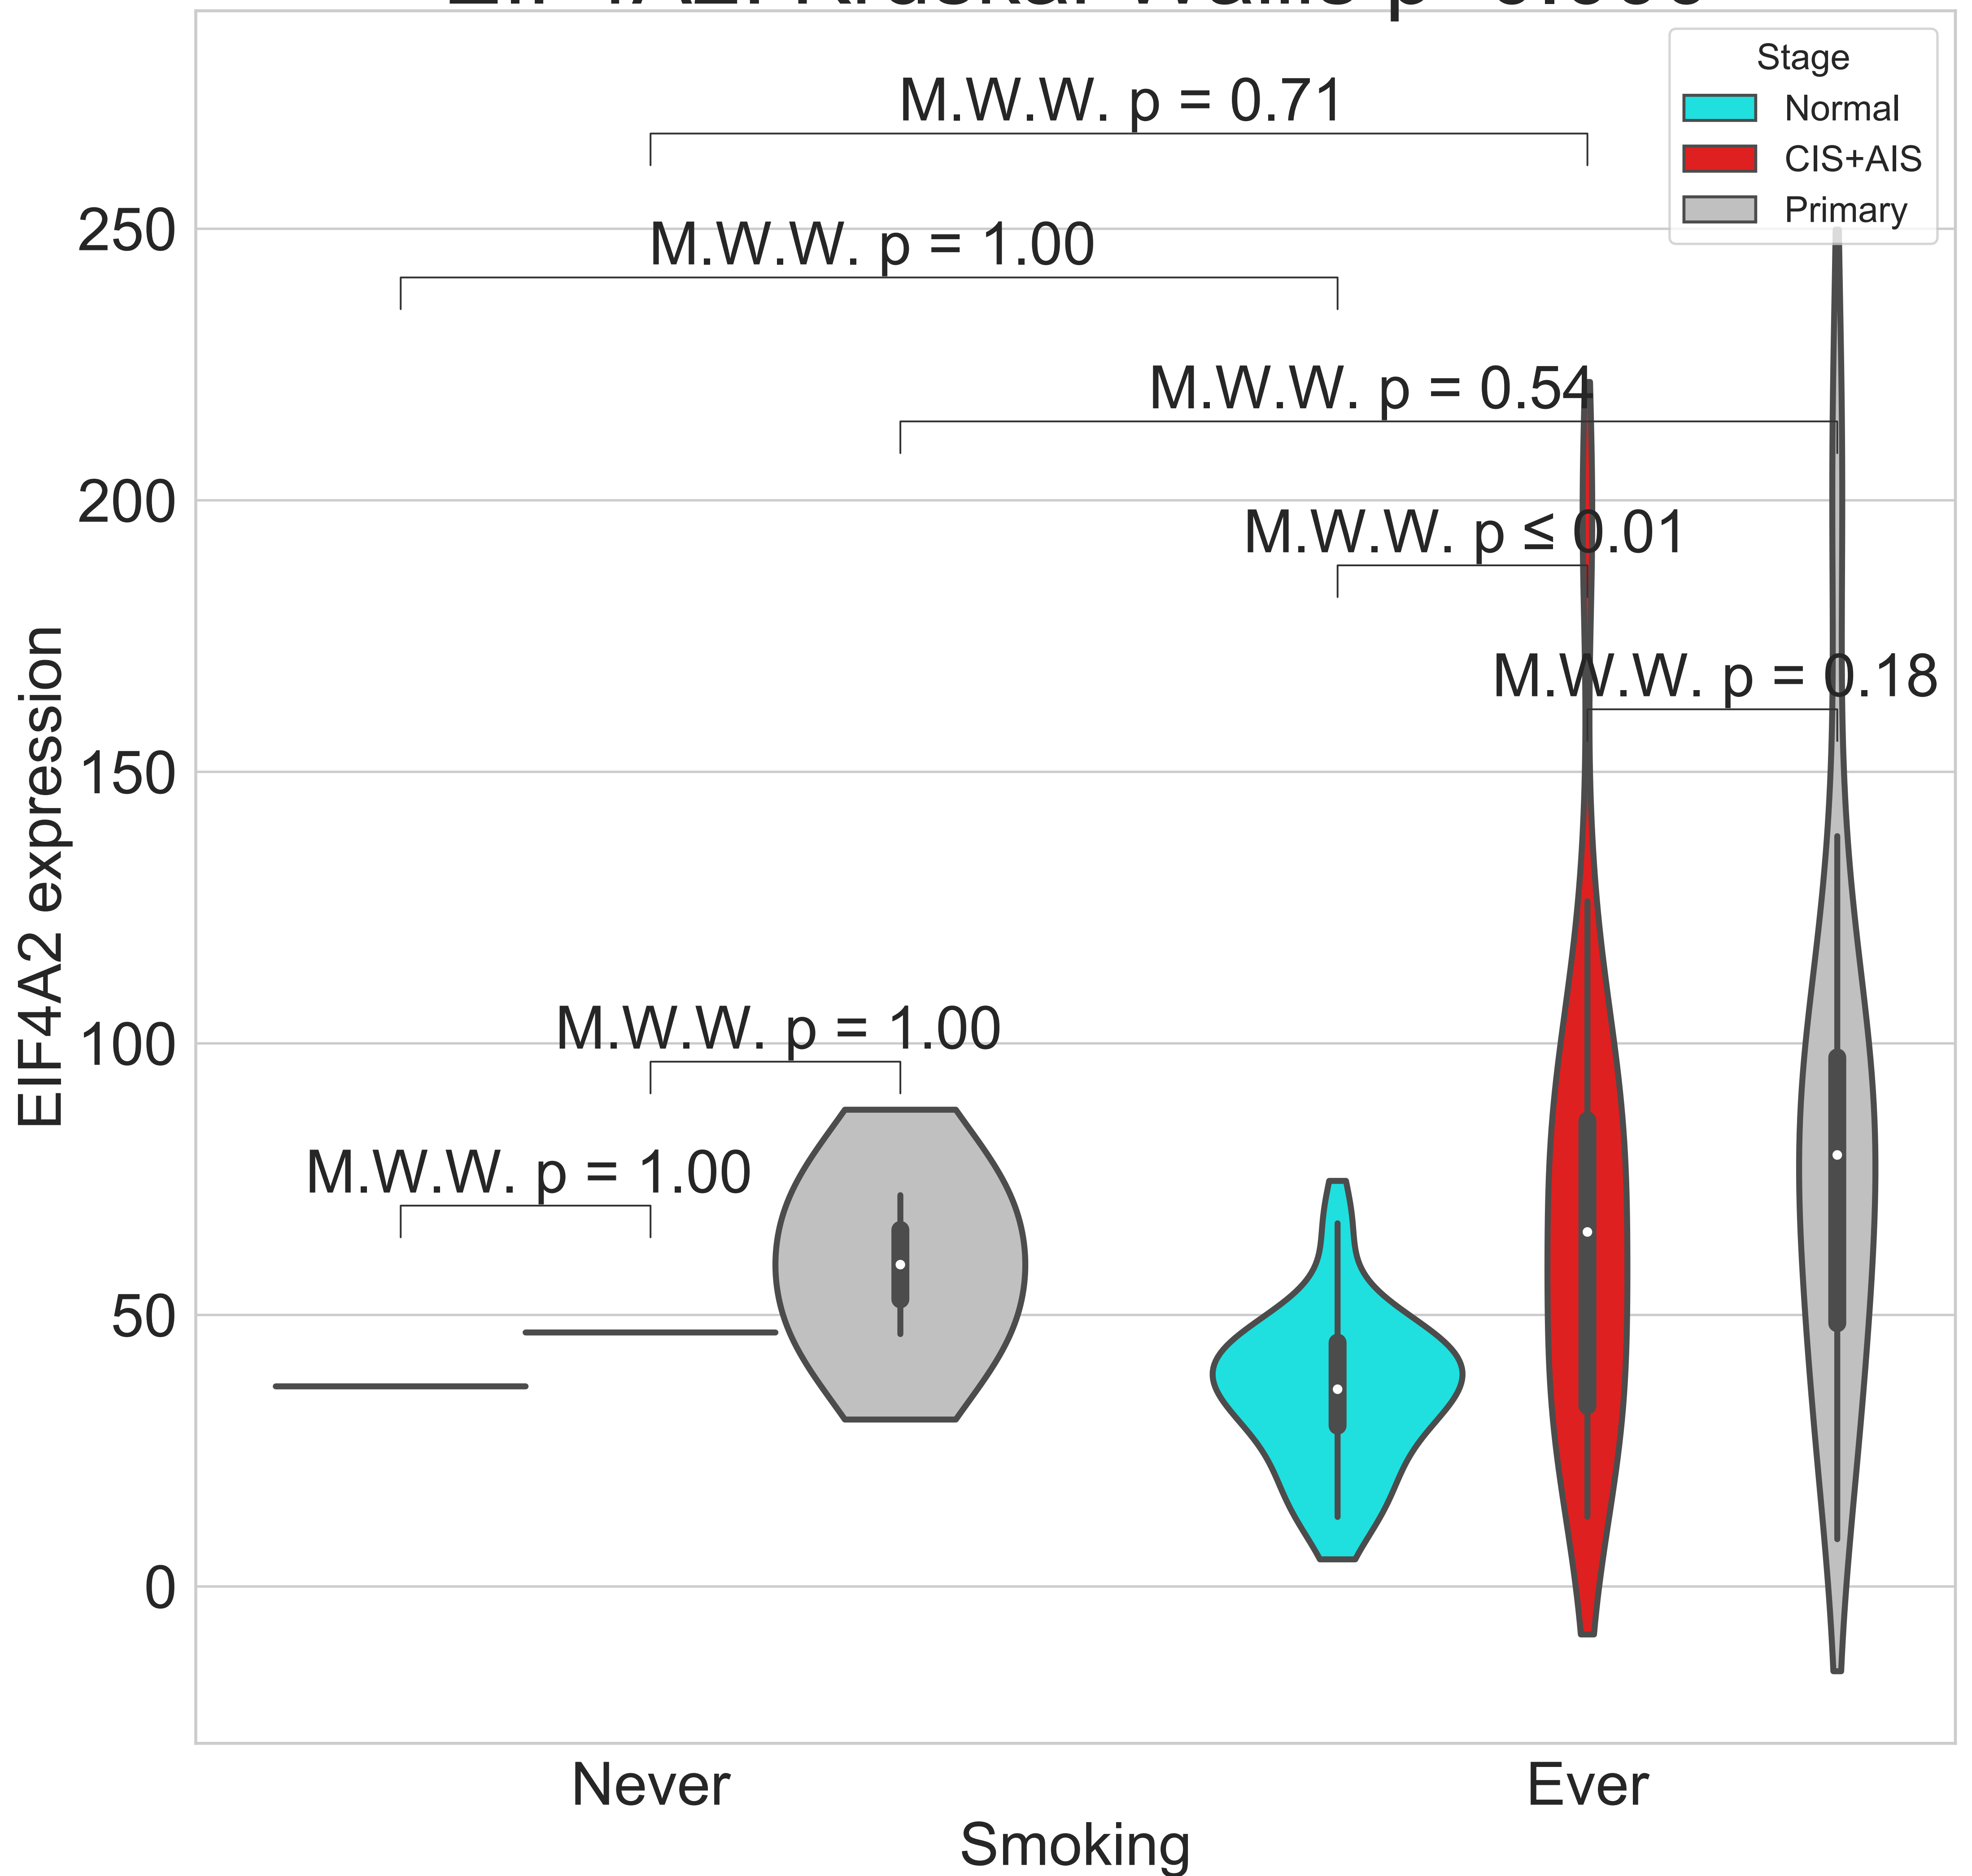 Stage
Normal
CIS+AIS
Primary
M.W.W. p = 0.71
M.W.W. p = 1.00
M.W.W. p = 0.54
M.W.W. p ≤ 0.01
M.W.W. p = 0.18
M.W.W. p = 1.00
M.W.W. p = 1.00
250
200
150
100
50
0
EIF4A2 expression
Never
Ever
Smoking